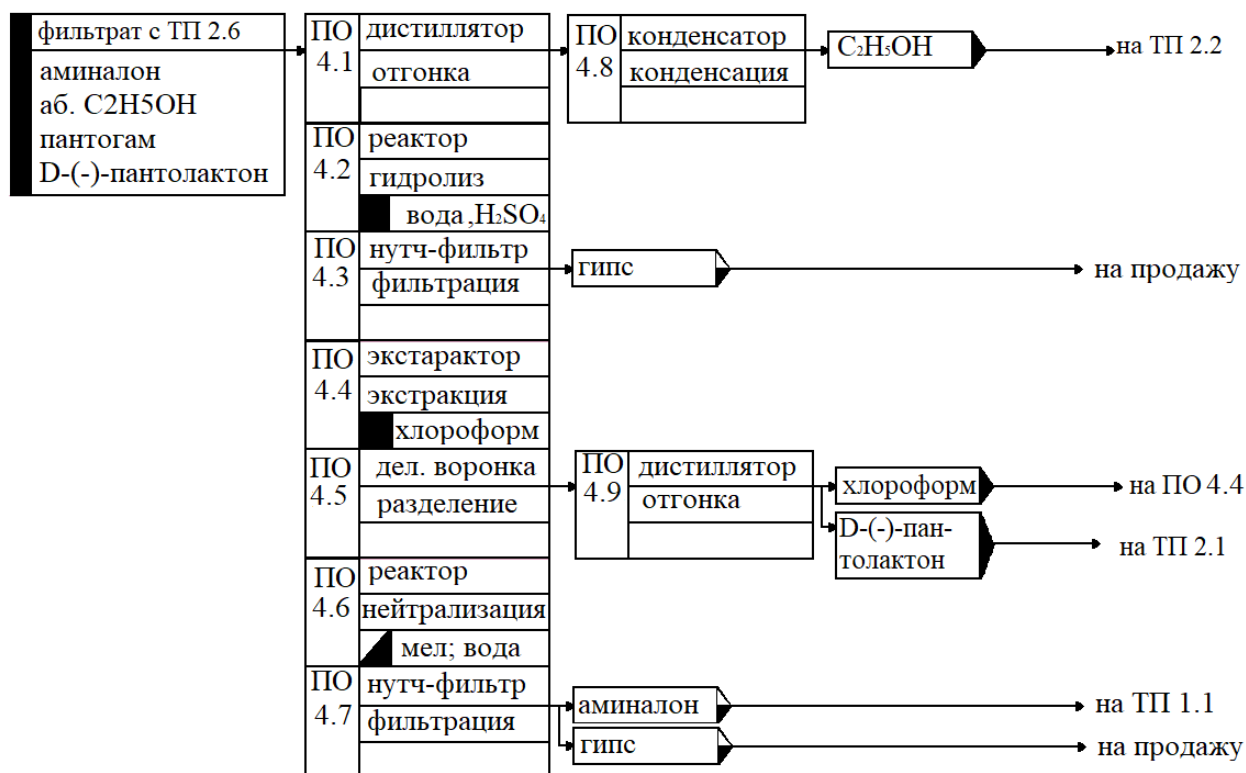 фильтрат с ТП 2.6
аминалон
аб. C2H5OH
пантогам
D-(-)-пантолактон
ПО 4.1
дистиллятор
отгонка
ПО 4.8
конденсатор
конденсация
C₂H₅OH
на ТП 2.2
ПО 4.2
реактор
гидролиз
вода ,H₂SO₄
ПО 4.3
нутч-фильтр
фильтрация
гипс
на продажу
ПО 4.4
экстарактор
экстракция
хлороформ
ПО 4.5
дел. воронка
разделение
ПО 4.9
дистиллятор
отгонка
хлороформ
на ПО 4.4
D-(-)-пан-
толактон
на ТП 2.1
ПО 4.6
реактор
нейтрализация
мел; вода
ПО 4.7
нутч-фильтр
фильтрация
аминалон
на ТП 1.1
гипс
на продажу